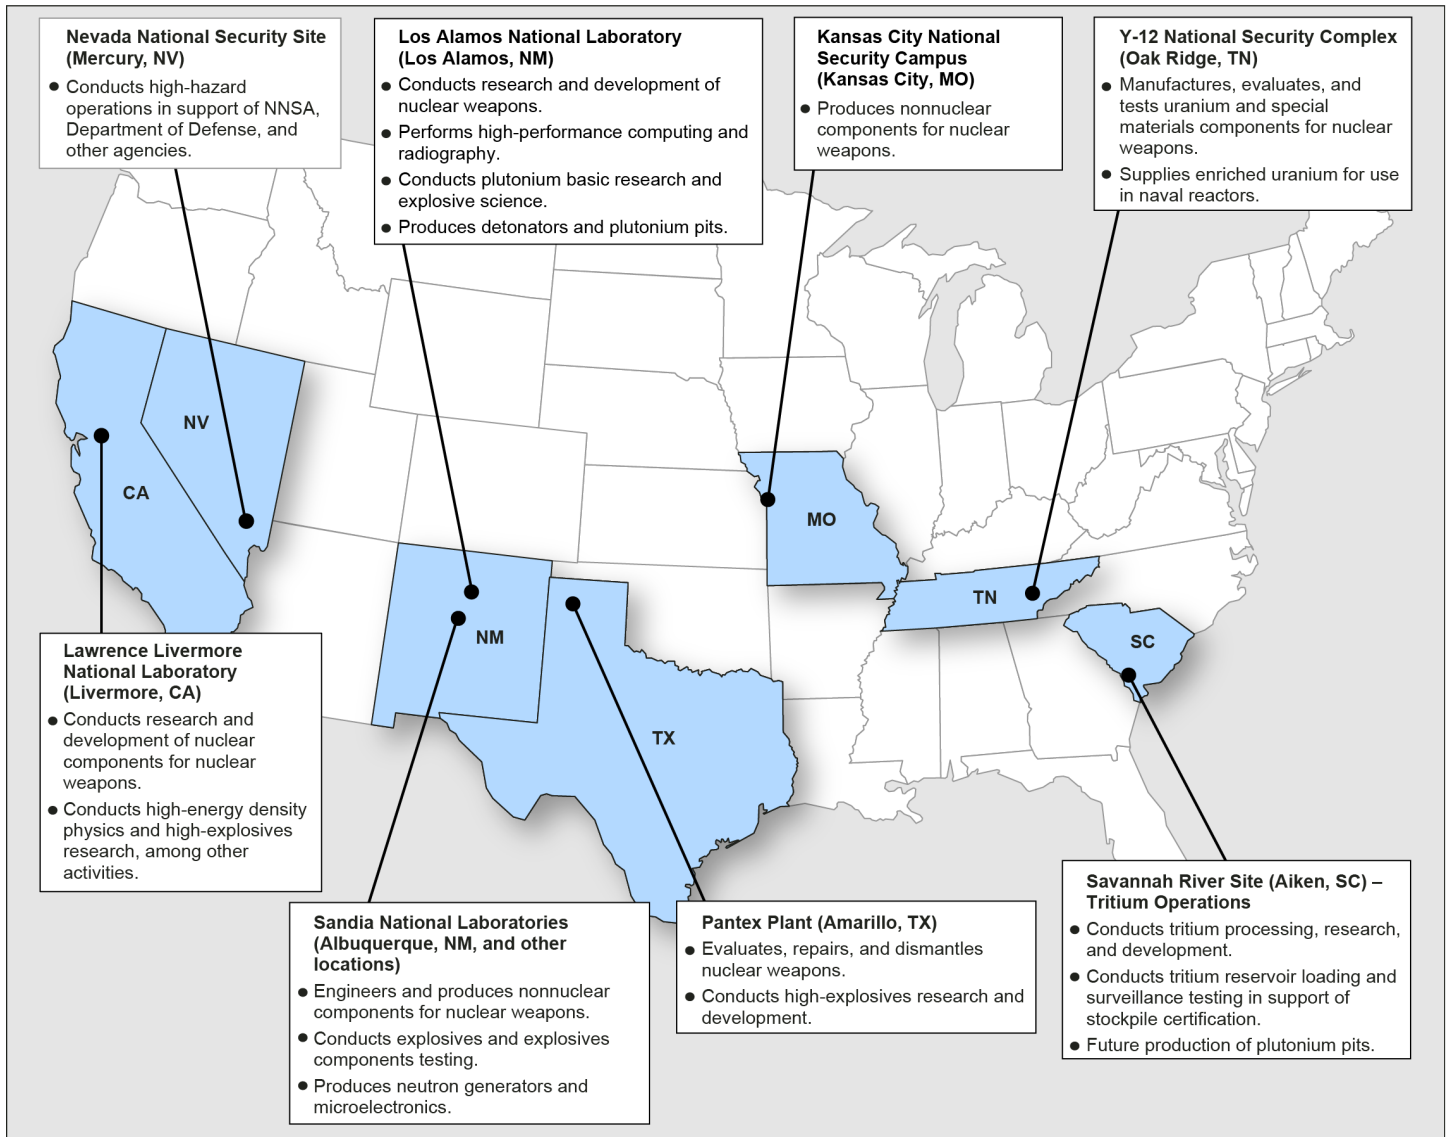 Nevada National Security Site
(Mercury, NV)
● Conducts high-hazard
operations in support of NNSA,
Department of Defense, and
other agencies.
Los Alamos National Laboratory
(Los Alamos, NM)
● Conducts research and development of
nuclear weapons.
● Performs high-performance computing and
radiography.
● Conducts plutonium basic research and
explosive science.
● Produces detonators and plutonium pits.
Kansas City National
Security Campus
(Kansas City, MO)
● Produces nonnuclear
components for nuclear
weapons.
Y-12 National Security Complex
(Oak Ridge, TN)
● Manufactures, evaluates, and
tests uranium and special
materials components for nuclear
weapons.
● Supplies enriched uranium for use
in naval reactors.
NV
CA
MO
TN
NM
SC
TX
Lawrence Livermore
National Laboratory
(Livermore, CA)
● Conducts research and
development of nuclear
components for nuclear
weapons.
● Conducts high-energy density
physics and high-explosives
research, among other
activities.
Sandia National Laboratories
(Albuquerque, NM, and other
locations)
● Engineers and produces nonnuclear
components for nuclear weapons.
● Conducts explosives and explosives
components testing.
● Produces neutron generators and
microelectronics.
Pantex Plant (Amarillo, TX)
● Evaluates, repairs, and dismantles
nuclear weapons.
● Conducts high-explosives research and
development.
Savannah River Site (Aiken, SC) –
Tritium Operations
● Conducts tritium processing, research,
and development.
● Conducts tritium reservoir loading and
surveillance testing in support of
stockpile certification.
● Future production of plutonium pits.